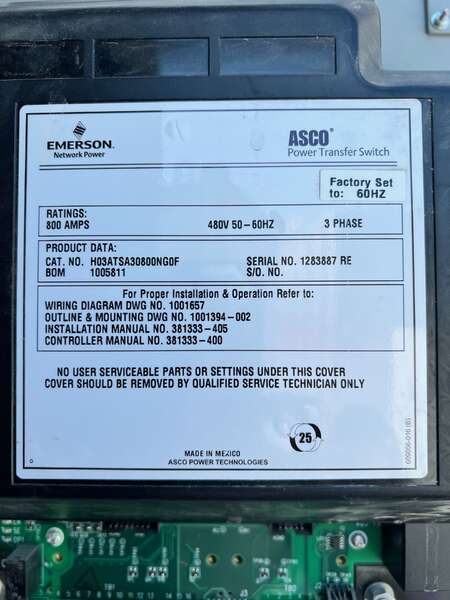 EMERSON.
Network Power
ASCO®
Power Transfer Switch
Factory Set
to: 60HZ
RATINGS:
800 AMPS 480V 50-60HZ 3 PHASE
PRODUCT DATA:
CAT. NO. H03ATSA30800NG0F SERIAL NO. 1283887 RE
BOM 1005811 S/O. NO.
For Proper Installation & Operation Refer to:
WIRING DIAGRAM DWG NO. 1001657
OUTLINE & MOUNTING DWG NO. 1001394-002
INSTALLATION MANUAL NO. 381333-405
CONTROLLER MANUAL NO. 381333-400
NO USER SERVICEABLE PARTS OR SETTINGS UNDER THIS COVER
COVER SHOULD BE REMOVED BY QUALIFIED SERVICE TECHNICIAN ONLY
25
MADE IN MEXICO
ASCO POWER TECHNOLOGIES
TB1
J3